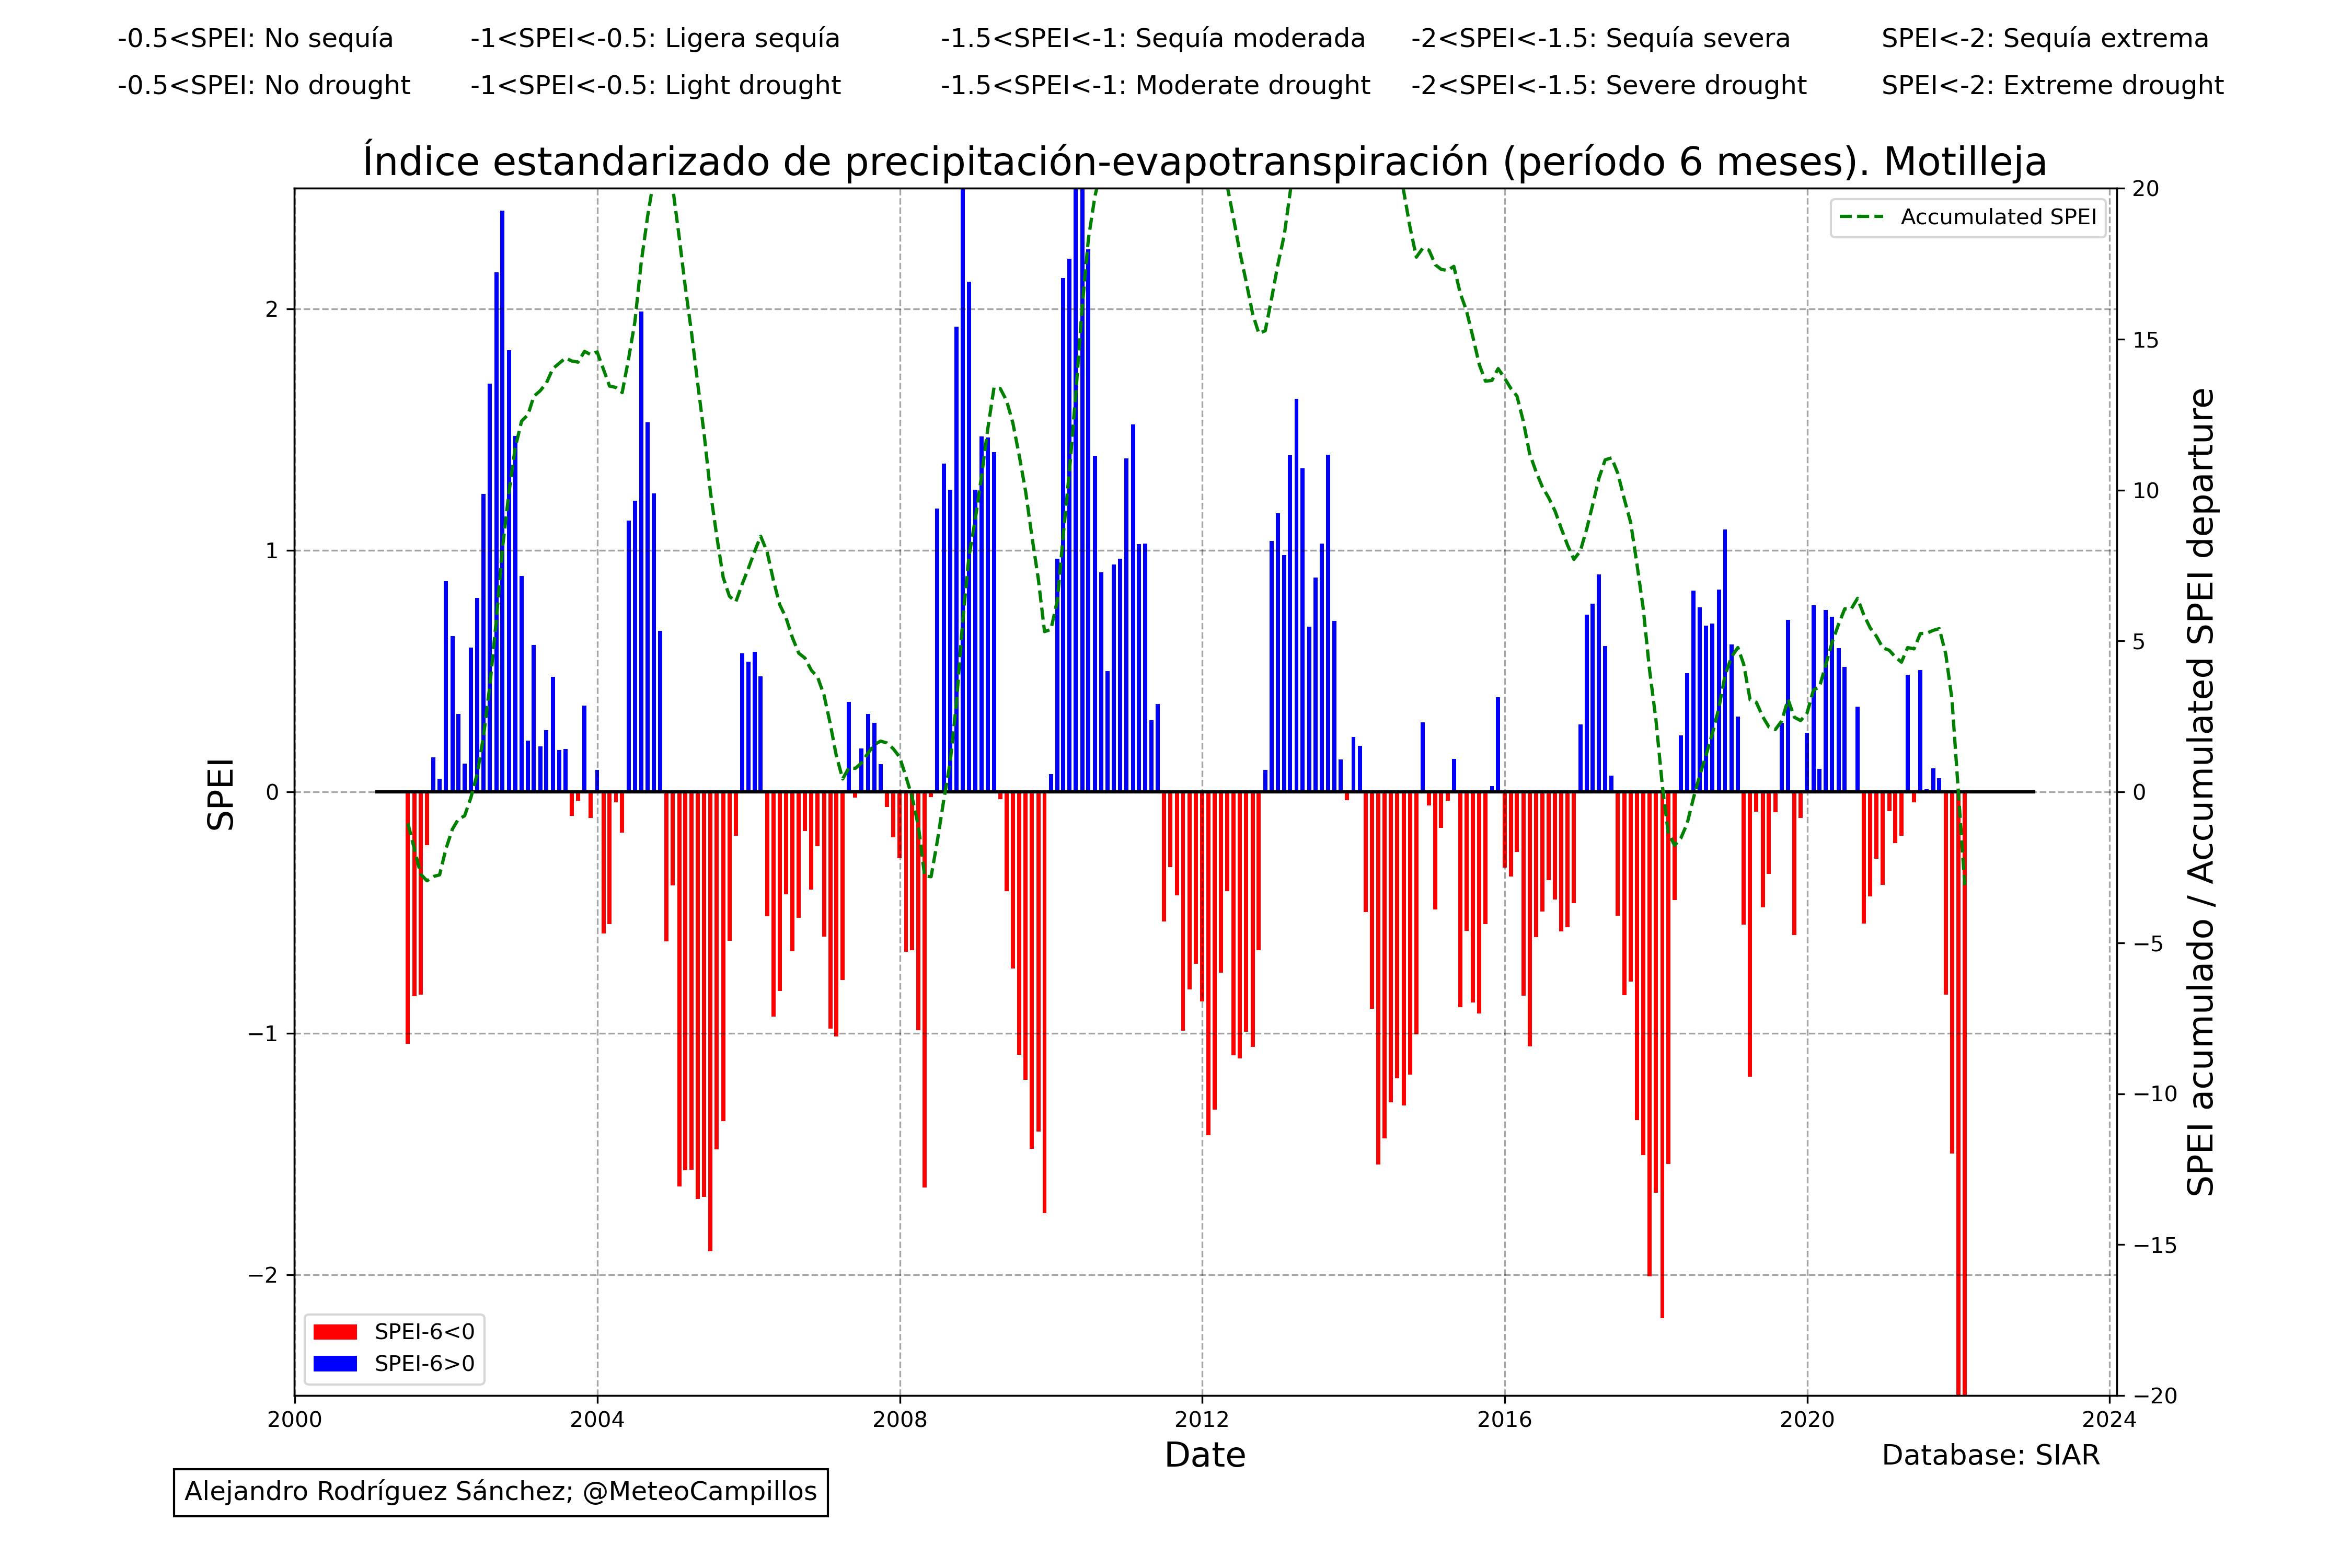 -0.5<SPEI: No sequía -1<SPEI<-0.5: Ligera sequía -1.5<SPEI<-1: Sequía moderada -2<SPEI<-1.5: Sequía severa SPEI<-2: Sequía extrema
-0.5<SPEI: No drought -1<SPEI<-0.5: Light drought -1.5<SPEI<-1: Moderate drought -2<SPEI<-1.5: Severe drought SPEI<-2: Extreme drought
Índice estandarizado de precipitación-evapotranspiración (período 6 meses). Motilleja
Accumulated SPEI
SPEI
2
1
0
−1
−2
20
15
10
5
0
−5
−10
−15
−20
SPEI acumulado / Accumulated SPEI departure
SPEI-6<0
SPEI-6>0
2000 2004 2008 2012 2016 2020 2024
Date
Database: SIAR
Alejandro Rodríguez Sánchez; @MeteoCampillos